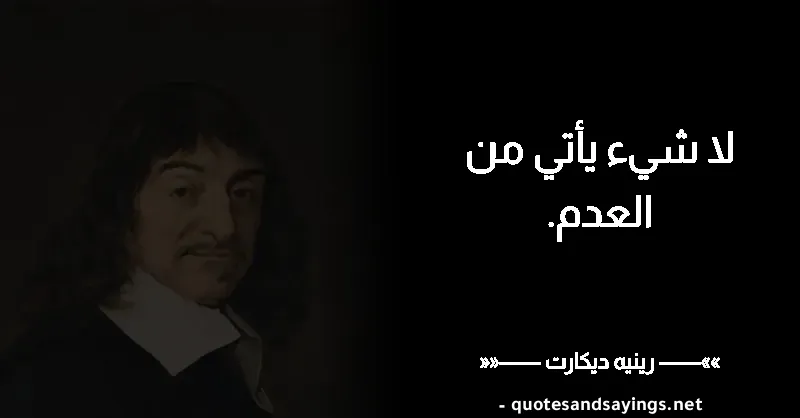 لا شيء يأتي من
العدم.
»»—— رينيه ديكارت ——««
- quotesandsayings.net